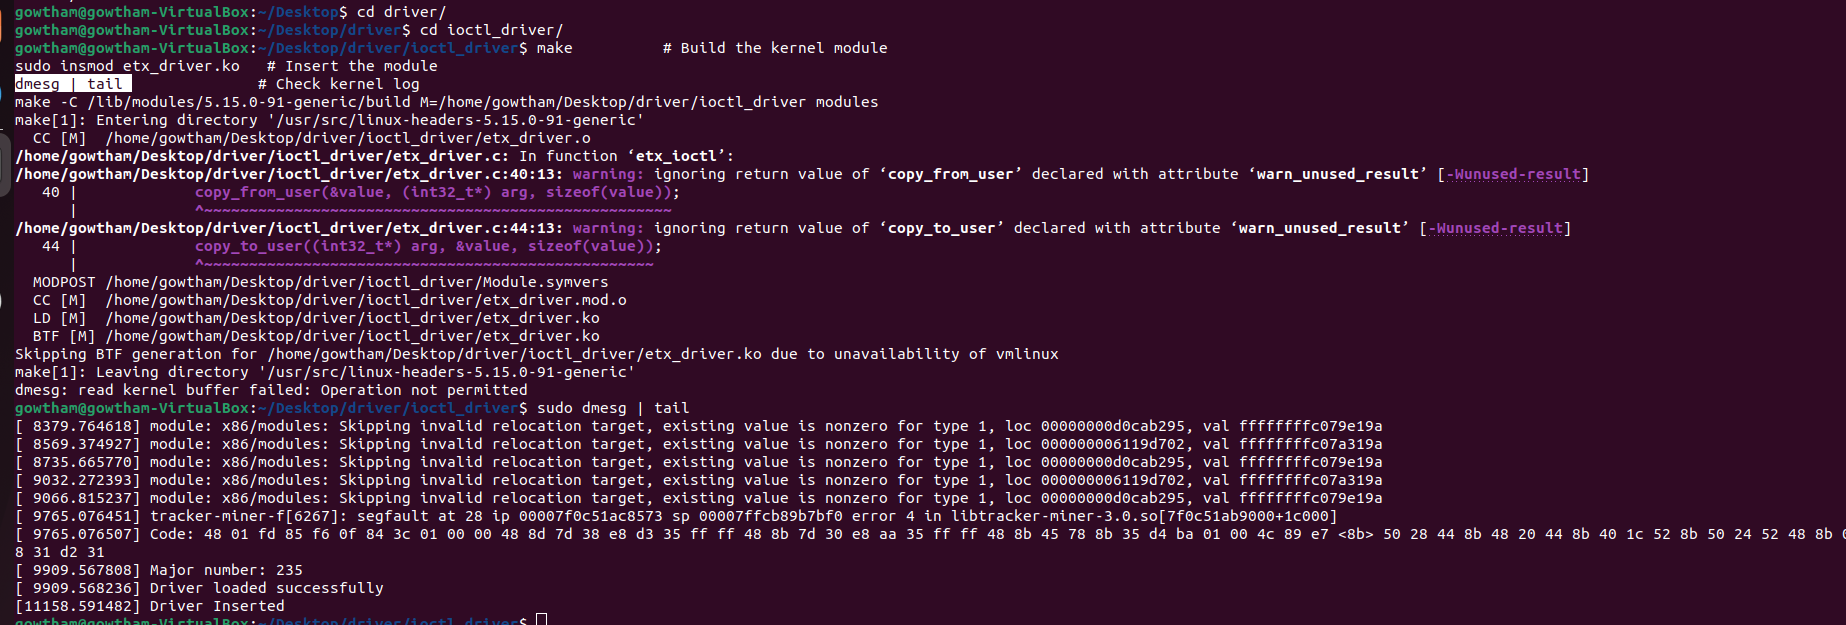 gowtham@gowtham-VirtualBox:~/Desktop$ cd driver/
gowtham@gowtham-VirtualBox:~/Desktop/driver$ cd ioctl_driver/
gowtham@gowtham-VirtualBox:~/Desktop/driver/ioctl_driver$ make          # Build the kernel module
sudo insmod etx_driver.ko   # Insert the module
dmesg | tail               # Check kernel log
make -C /lib/modules/5.15.0-91-generic/build M=/home/gowtham/Desktop/driver/ioctl_driver modules
make[1]: Entering directory '/usr/src/linux-headers-5.15.0-91-generic'
  CC [M]  /home/gowtham/Desktop/driver/ioctl_driver/etx_driver.o
/home/gowtham/Desktop/driver/ioctl_driver/etx_driver.c: In function ‘etx_ioctl’:
/home/gowtham/Desktop/driver/ioctl_driver/etx_driver.c:40:13: warning: ignoring return value of ‘copy_from_user’ declared with attribute ‘warn_unused_result’ [-Wunused-result]
   40 |             copy_from_user(&value, (int32_t*) arg, sizeof(value));
      |             ^~~~~~~~~~~~~~~~~~~~~~~~~~~~~~~~~~~~~~~~~~~~~~~~~~~~~
/home/gowtham/Desktop/driver/ioctl_driver/etx_driver.c:44:13: warning: ignoring return value of ‘copy_to_user’ declared with attribute ‘warn_unused_result’ [-Wunused-result]
   44 |             copy_to_user((int32_t*) arg, &value, sizeof(value));
      |             ^~~~~~~~~~~~~~~~~~~~~~~~~~~~~~~~~~~~~~~~~~~~~~~~~~~
  MODPOST /home/gowtham/Desktop/driver/ioctl_driver/Module.symvers
  CC [M]  /home/gowtham/Desktop/driver/ioctl_driver/etx_driver.mod.o
  LD [M]  /home/gowtham/Desktop/driver/ioctl_driver/etx_driver.ko
  BTF [M] /home/gowtham/Desktop/driver/ioctl_driver/etx_driver.ko
Skipping BTF generation for /home/gowtham/Desktop/driver/ioctl_driver/etx_driver.ko due to unavailability of vmlinux
make[1]: Leaving directory '/usr/src/linux-headers-5.15.0-91-generic'
dmesg: read kernel buffer failed: Operation not permitted
gowtham@gowtham-VirtualBox:~/Desktop/driver/ioctl_driver$ sudo dmesg | tail
[ 8379.764618] module: x86/modules: Skipping invalid relocation target, existing value is nonzero for type 1, loc 00000000d0cab295, val ffffffffc079e19a
[ 8569.374927] module: x86/modules: Skipping invalid relocation target, existing value is nonzero for type 1, loc 000000006119d702, val ffffffffc07a319a
[ 8735.665770] module: x86/modules: Skipping invalid relocation target, existing value is nonzero for type 1, loc 00000000d0cab295, val ffffffffc079e19a
[ 9032.272393] module: x86/modules: Skipping invalid relocation target, existing value is nonzero for type 1, loc 000000006119d702, val ffffffffc07a319a
[ 9066.815237] module: x86/modules: Skipping invalid relocation target, existing value is nonzero for type 1, loc 00000000d0cab295, val ffffffffc079e19a
[ 9765.076451] tracker-miner-f[6267]: segfault at 28 ip 00007f0c51ac8573 sp 00007ffcb89b7bf0 error 4 in libtracker-miner-3.0.so[7f0c51ab9000+1c000]
[ 9765.076507] Code: 48 01 fd 85 f6 0f 84 3c 01 00 00 48 8d 7d 38 e8 d3 35 ff ff 48 8b 7d 30 e8 aa 35 ff ff 48 8b 45 78 8b 35 d4 ba 01 00 4c 89 e7 <8b> 50 28 44 8b 48 20 44 8b 40 1c 52 8b 50 24 52 48 8b
8 31 d2 31
[ 9909.567808] Major number: 235
[ 9909.568236] Driver loaded successfully
[11158.591482] Driver Inserted
gowtham@gowtham-VirtualBox:~/Desktop/driver/ioctl_driver$